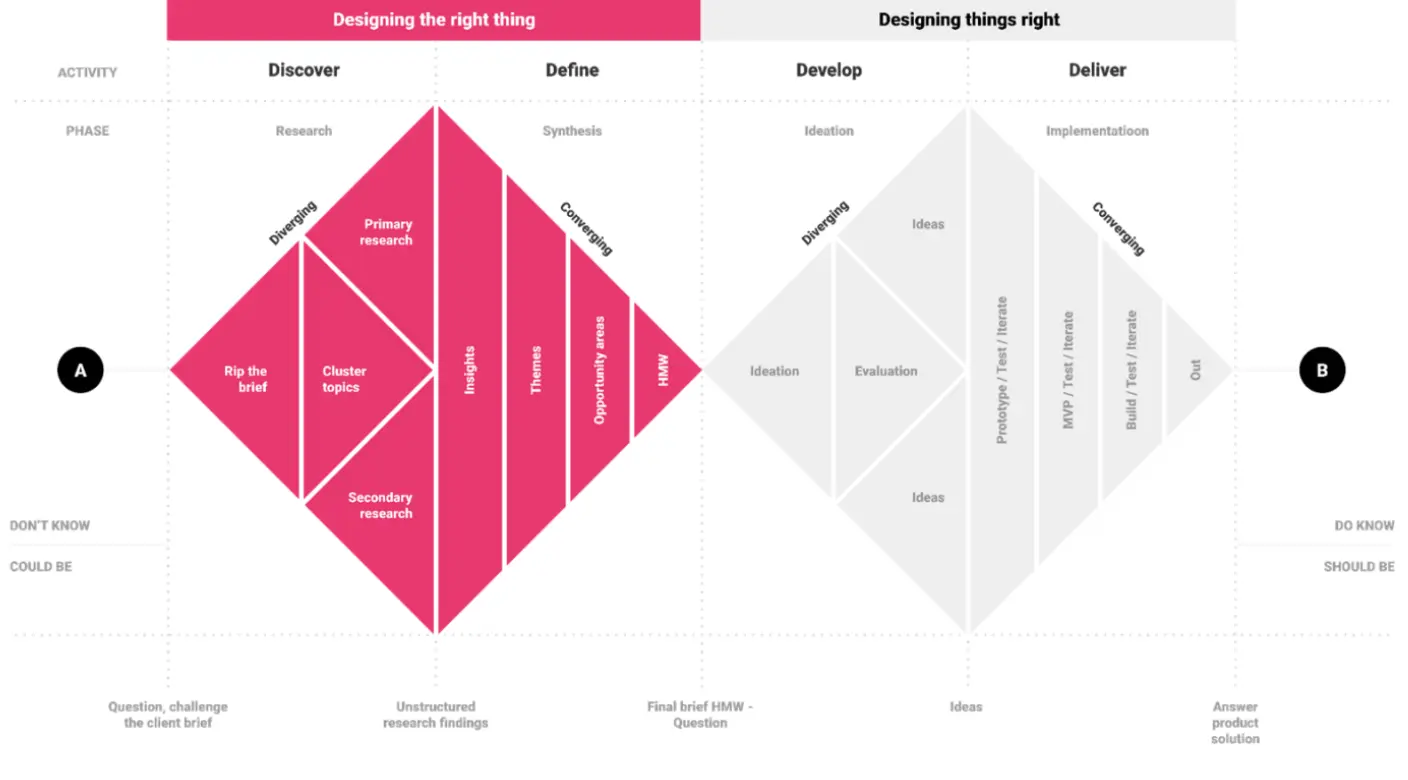 Designing the right thing
Designing things right
ACTIVITY
Discover
Define
Develop
Deliver
PHASE
Research
Synthesis
Ideation
Implementatioon
Diverging
Converging
Diverging
Converging
Primary
research
Rip the
brief
Cluster
topics
Secondary
research
Insights
Themes
Opportunity areas
HMW
Ideas
Ideation
Evaluation
Ideas
Prototype / Test / Iterate
MVP / Test / Iterate
Build / Test / Iterate
Out
A
B
DON'T KNOW
COULD BE
DO KNOW
SHOULD BE
Question, challenge
the client brief
Unstructured
research findings
Final brief HMW -
Question
Ideas
Answer
product
solution